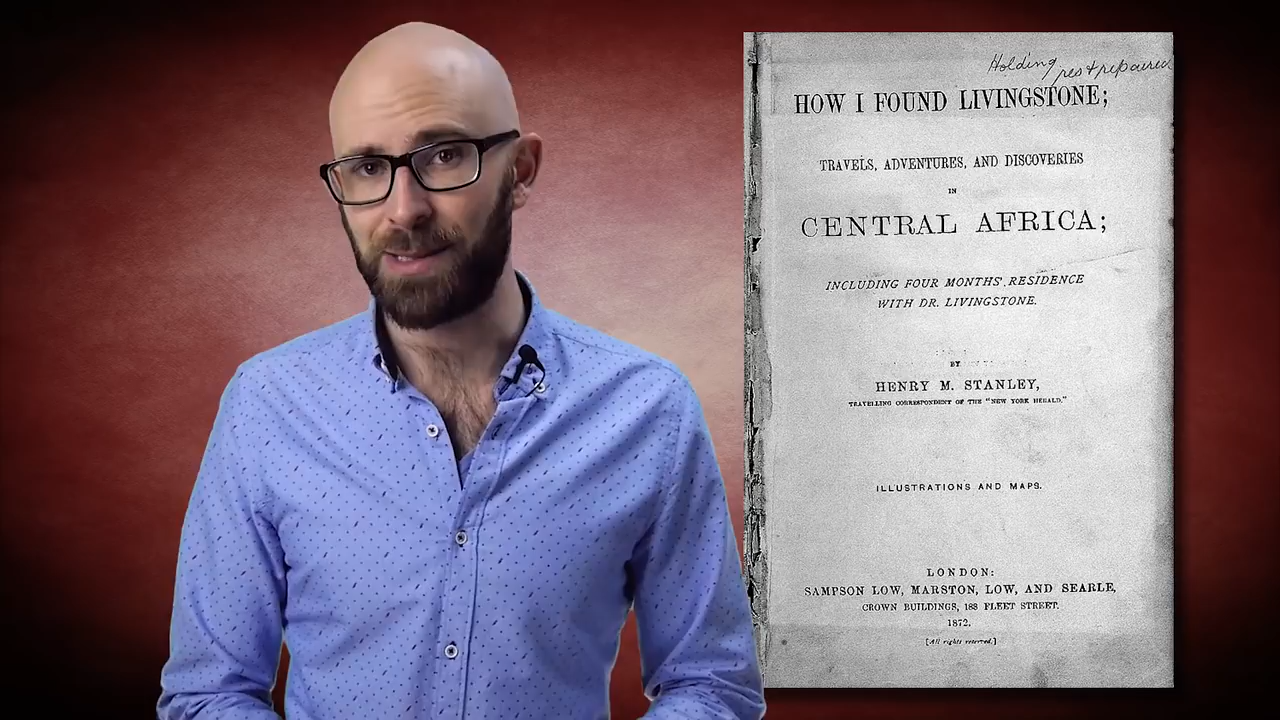 Holding
HOW I FOUND LIVINGSTONE;
TRAVELS, ADVENTURES, AND DISCOVERIES
IN
CENTRAL AFRICA;
INCLUDING FOUR MONTHS' RESIDENCE
WITH DR. LIVINGSTONE.
BY
HENRY M. STANLEY,
TRAVELLING CORRESPONDENT OF THE "NEW YORK HERALD."
ILLUSTRATIONS AND MAPS.
LONDON:
SAMPSON LOW, MARSTON, LOW, AND SEARLE,
CROWN BUILDINGS, 188 FLEET STREET.
1872.
[All rights reserved.]